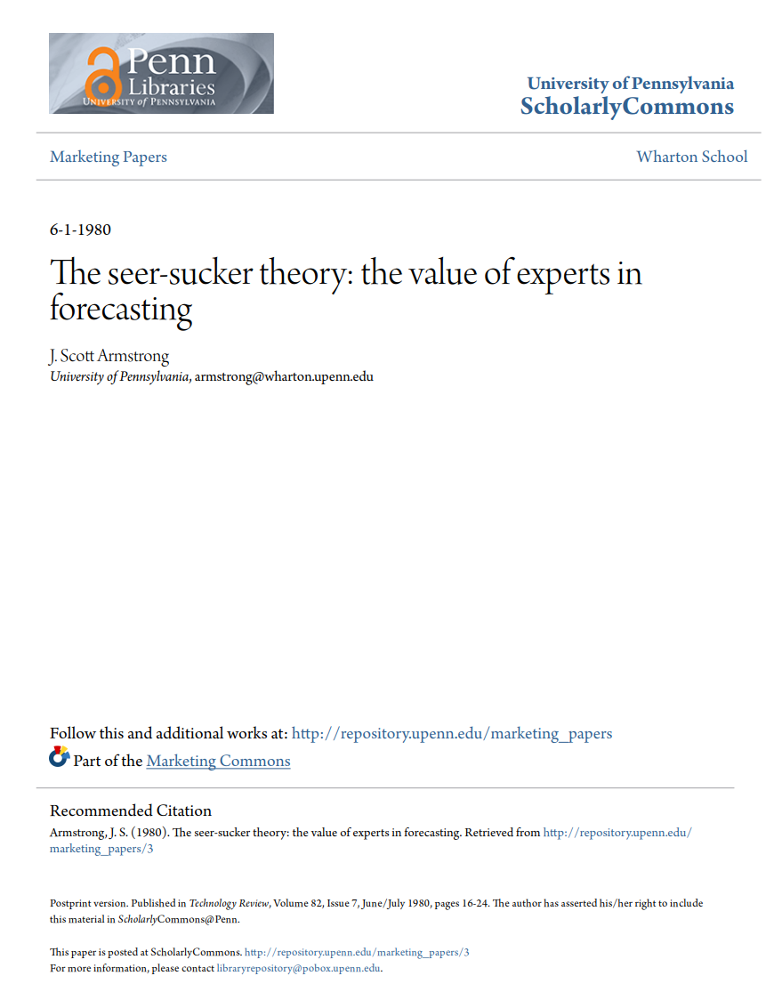 Penn
Libraries
UNIVERSITY of PENNSYLVANIA
University of Pennsylvania
ScholarlyCommons
Marketing Papers
Wharton School
6-1-1980
The seer-sucker theory: the value of experts in
forecasting
J. Scott Armstrong
University of Pennsylvania, armstrong@wharton.upenn.edu
Follow this and additional works at: http://repository.upenn.edu/marketing_papers
Part of the Marketing Commons
Recommended Citation
Armstrong, J. S. (1980). The seer-sucker theory: the value of experts in forecasting. Retrieved from http://repository.upenn.edu/
marketing_papers/3
Postprint version. Published in Technology Review, Volume 82, Issue 7, June/July 1980, pages 16-24. The author has asserted his/her right to include
this material in ScholarlyCommons@Penn.
This paper is posted at ScholarlyCommons. http://repository.upenn.edu/marketing_papers/3
For more information, please contact libraryrepository@pobox.upenn.edu.